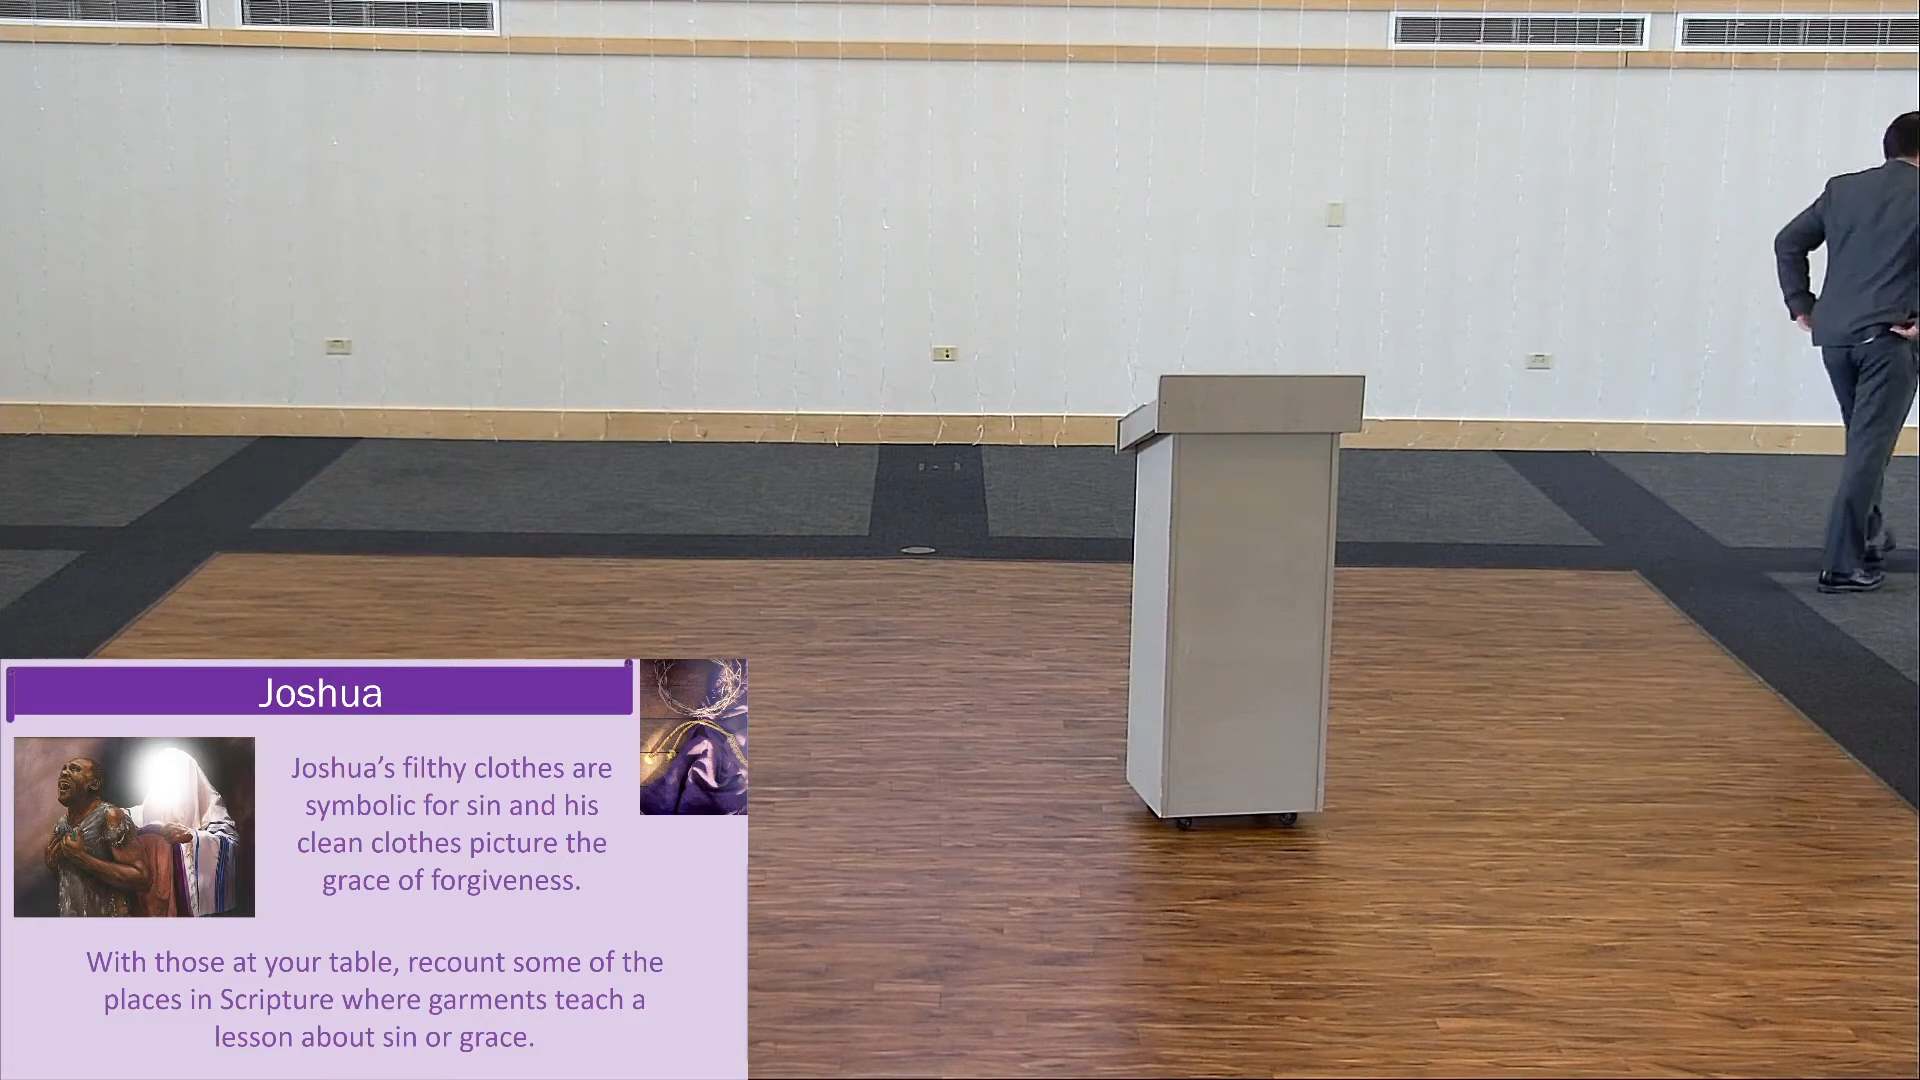 Joshua
Joshua's filthy clothes are
symbolic for sin and his
clean clothes picture the
grace of forgiveness.
With those at your table, recount some of the
places in Scripture where garments teach a
lesson about sin or grace.